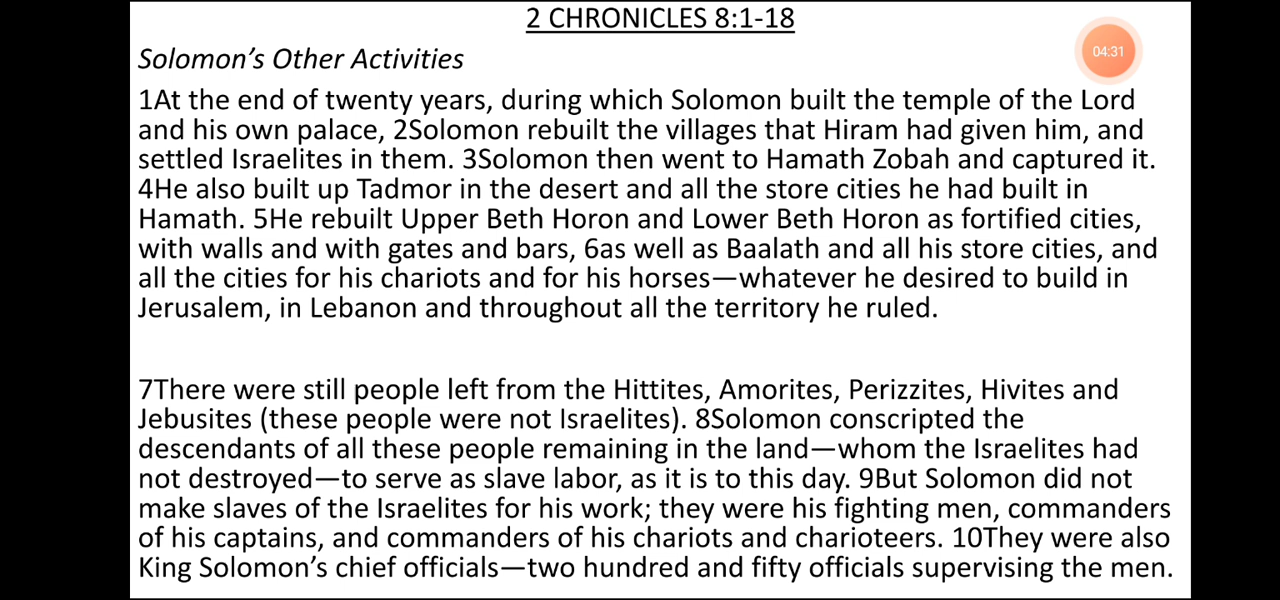 2 CHRONICLES 8:1-18
04:31
Solomon’s Other Activities
1At the end of twenty years, during which Solomon built the temple of the Lord
and his own palace, 2Solomon rebuilt the villages that Hiram had given him, and
settled Israelites in them. 3Solomon then went to Hamath Zobah and captured it.
4He also built up Tadmor in the desert and all the store cities he had built in
Hamath. 5He rebuilt Upper Beth Horon and Lower Beth Horon as fortified cities,
with walls and with gates and bars, 6as well as Baalath and all his store cities, and
all the cities for his chariots and for his horses—whatever he desired to build in
Jerusalem, in Lebanon and throughout all the territory he ruled.
7There were still people left from the Hittites, Amorites, Perizzites, Hivites and
Jebusites (these people were not Israelites). 8Solomon conscripted the
descendants of all these people remaining in the land—whom the Israelites had
not destroyed—to serve as slave labor, as it is to this day. 9But Solomon did not
make slaves of the Israelites for his work; they were his fighting men, commanders
of his captains, and commanders of his chariots and charioteers. 10They were also
King Solomon’s chief officials—two hundred and fifty officials supervising the men.